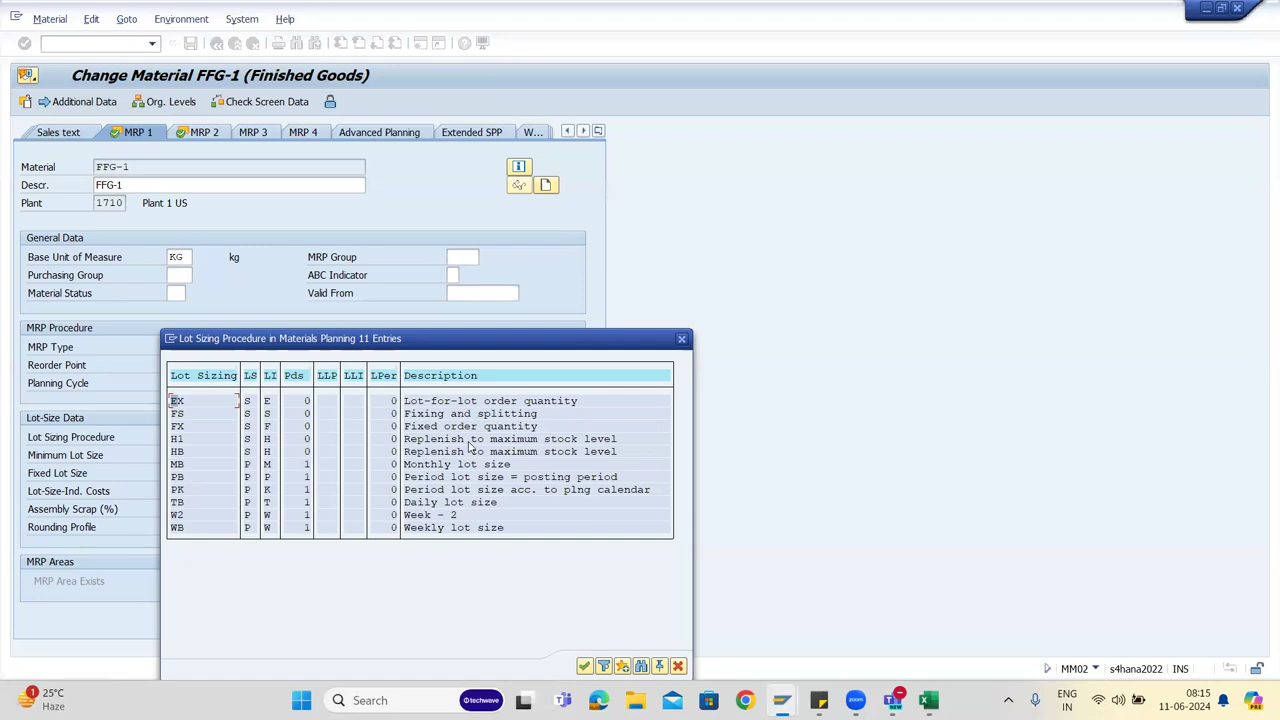 Material Edit Goto Environment System Help
Change Material FFG-1 (Finished Goods)
Additional Data Org. Levels Check Screen Data
Sales text MRP 1 MRP 2 MRP 3 MRP 4 Advanced Planning Extended SPP W...
Material FFG-1
Descr. FFG-1
Plant 1710 Plant 1 US
General Data
Base Unit of Measure KG kg MRP Group
Purchasing Group ABC Indicator
Material Status Valid From
MRP Procedure
MRP Type
Reorder Point
Planning Cycle
Lot-Size Data
Lot Sizing Procedure
Minimum Lot Size
Fixed Lot Size
Lot-Size-Ind. Costs
Assembly Scrap (%)
Rounding Profile
MRP Areas
MRP Area Exists
Lot Sizing Procedure in Materials Planning 11 Entries
Lot Sizing LS LI Pds LLP LLI LPer Description
EX S E 0 0 Lot-for-lot order quantity
FS S S 0 0 Fixing and splitting
FX S F 0 0 Fixed order quantity
H1 S H 0 0 Replenish to maximum stock level
HB S H 0 0 Replenish to maximum stock level
MB P M 1 0 Monthly lot size
PB P P 1 0 Period lot size = posting period
PK P K 1 0 Period lot size acc. to plng calendar
TB P T 1 0 Daily lot size
W2 P W 1 0 Week - 2
WB P W 1 0 Weekly lot size
MM02 s4hana2022 INS
1 25°C
Haze
Search
techwave
zoom
NEW
ENG
IN
08:15
11-06-2024
PRE